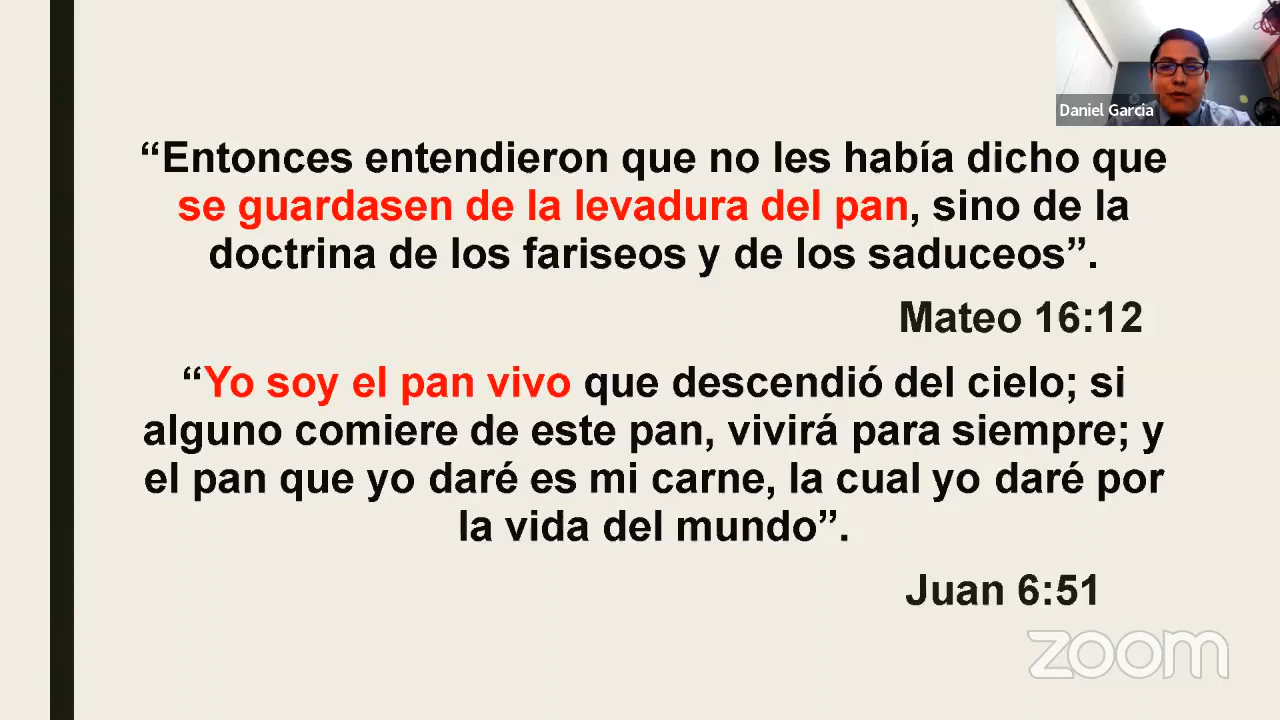 Daniel Garcia
“Entonces entendieron que no les había dicho que
se guardasen de la levadura del pan, sino de la
doctrina de los fariseos y de los saduceos”.
Mateo 16:12
“Yo soy el pan vivo que descendió del cielo; si
alguno comiere de este pan, vivirá para siempre; y
el pan que yo daré es mi carne, la cual yo daré por
la vida del mundo”.
Juan 6:51
zoom